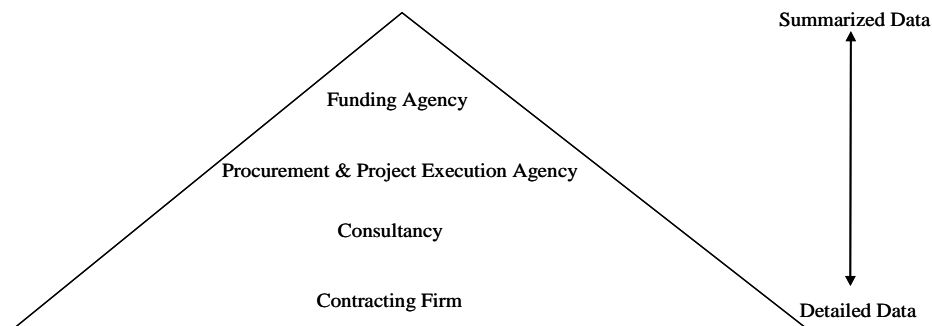 Summarized Data
Funding Agency
Procurement & Project Execution Agency
Consultancy
Contracting Firm
Detailed Data